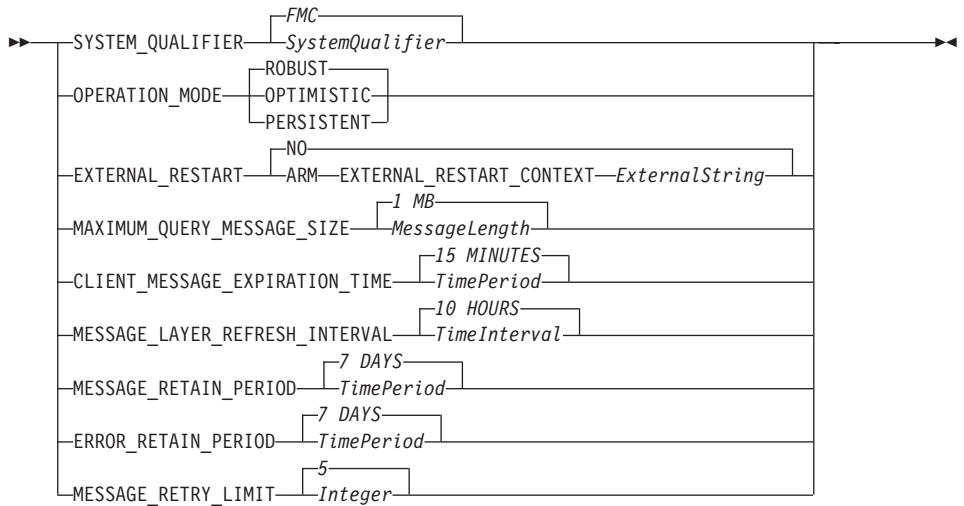 FMC
SYSTEM_QUALIFIER SystemQualifier
ROBUST
OPERATION_MODE OPTIMISTIC
PERSISTENT
NO
EXTERNAL_RESTART ARM EXTERNAL_RESTART_CONTEXT ExternalString
1 MB
MAXIMUM_QUERY_MESSAGE_SIZE MessageLength
15 MINUTES
CLIENT_MESSAGE_EXPIRATION_TIME TimePeriod
10 HOURS
MESSAGE_LAYER_REFRESH_INTERVAL TimeInterval
7 DAYS
MESSAGE_RETAIN_PERIOD TimePeriod
7 DAYS
ERROR_RETAIN_PERIOD TimePeriod
5
MESSAGE_RETRY_LIMIT Integer